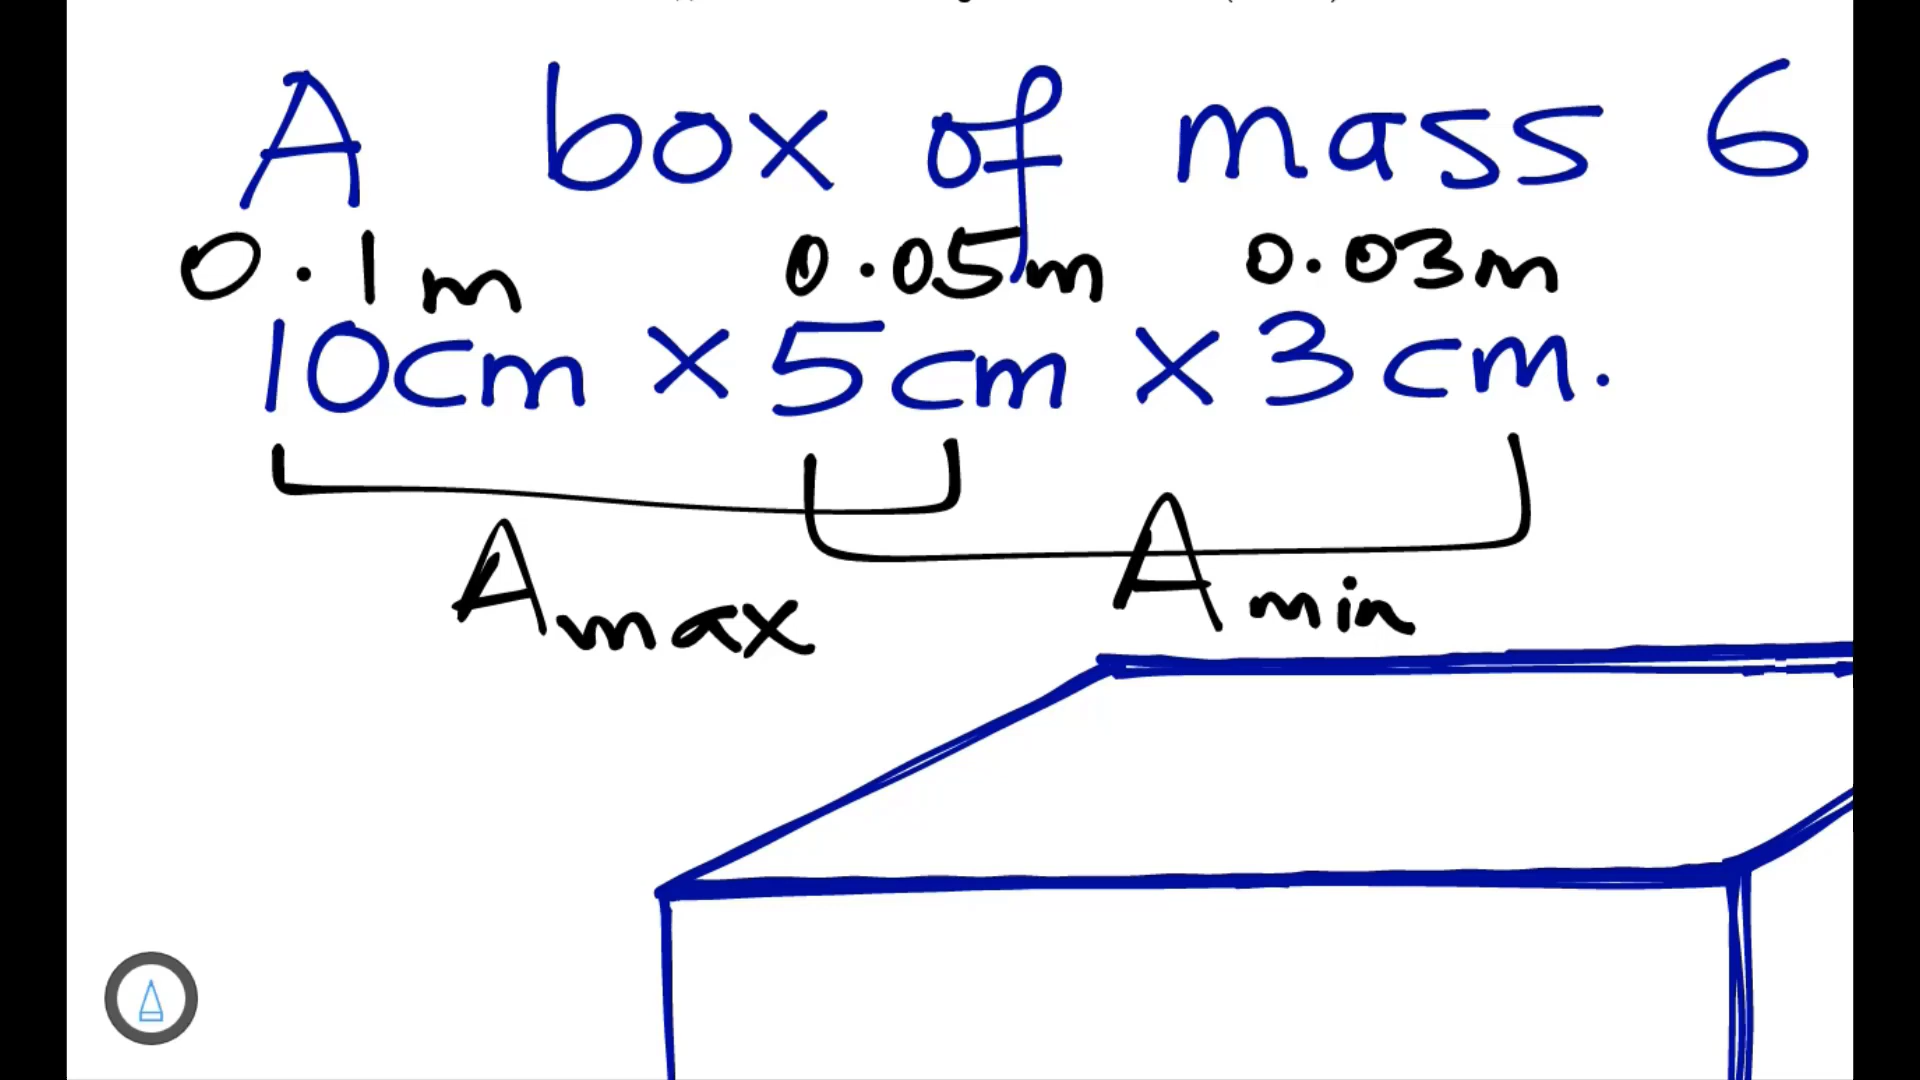 A box of mass 6
0.1m 0.05m 0.03m
10cm × 5cm × 3cm.
Amax Amin